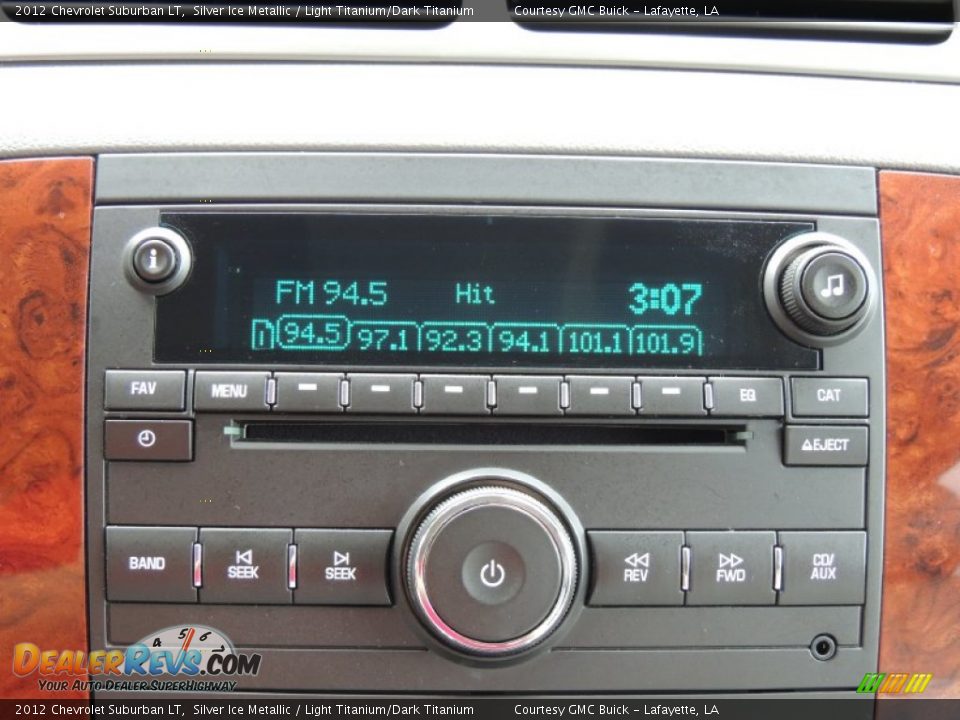 2012 Chevrolet Suburban LT,  Silver Ice Metallic / Light Titanium/Dark Titanium        Courtesy GMC Buick - Lafayette, LA
i
FM 94.5 Hit 3:07
94.5 97.1 92.3 94.1 101.1 101.9
FAV MENU EQ CAT
EJECT
BAND SEEK SEEK REV FWD CD/
AUX
4 5 6
DEALERREVS.COM
YOUR AUTO DEALER SUPERHIGHWAY
2012 Chevrolet Suburban LT,  Silver Ice Metallic / Light Titanium/Dark Titanium        Courtesy GMC Buick - Lafayette, LA